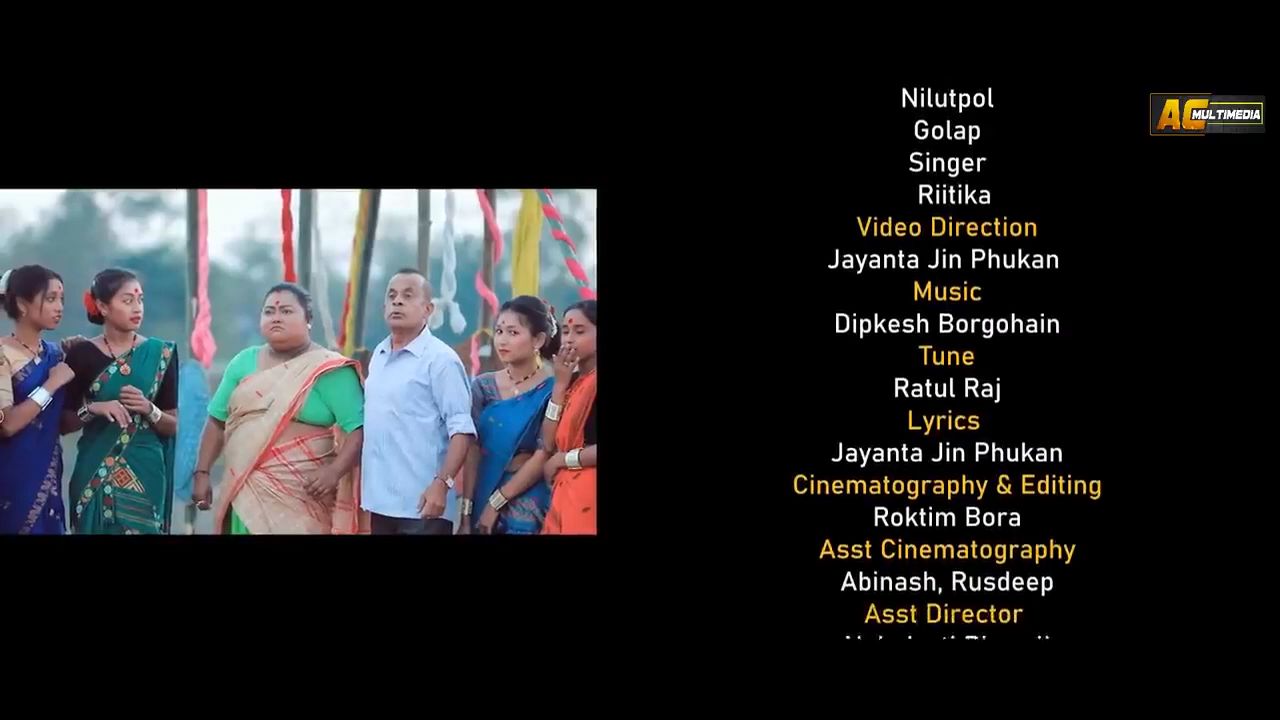 Nilutpol
Golap
Singer
Riitika
Video Direction
Jayanta Jin Phukan
Music
Dipkesh Borgohain
Tune
Ratul Raj
Lyrics
Jayanta Jin Phukan
Cinematography & Editing
Roktim Bora
Asst Cinematography
Abinash, Rusdeep
Asst Director
AC MULTIMEDIA